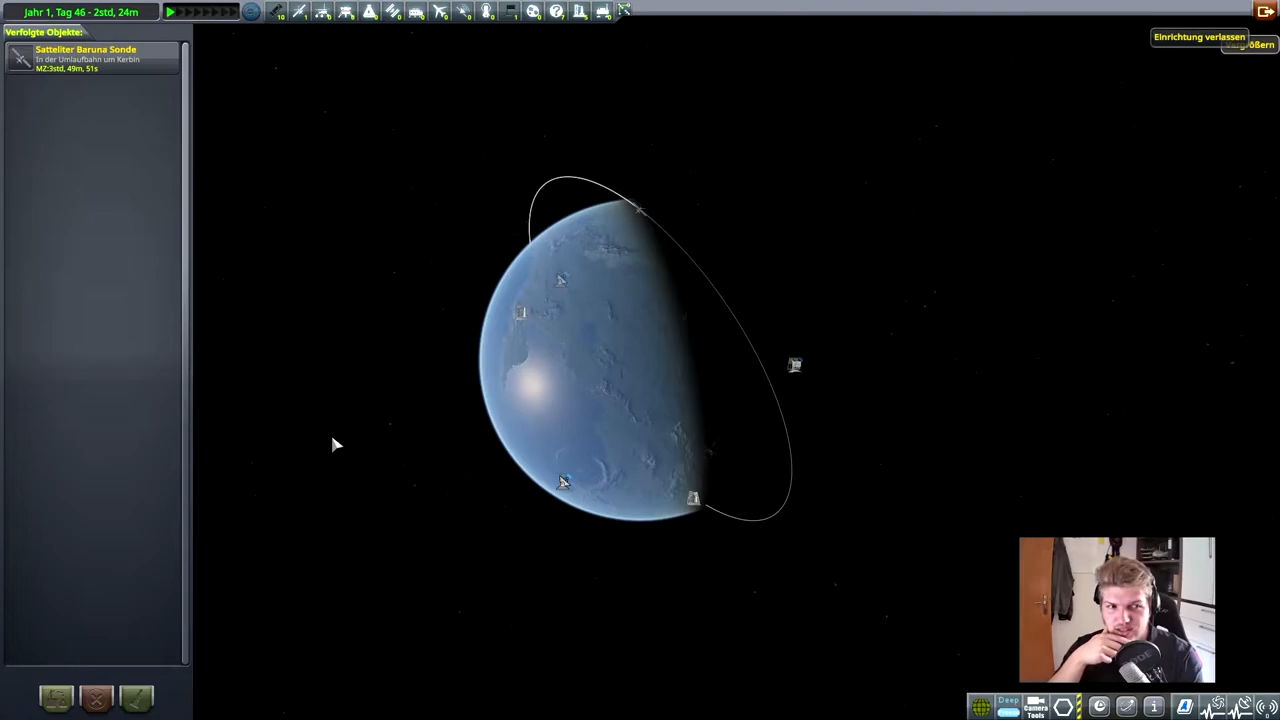 Jahr 1, Tag 46 - 2std, 24m
Verfolgte Objekte:
Satteliter Baruna Sonde
In der Umlaufbahn um Kerbin
MZ:3std, 49m, 51s
Einrichtung verlassen
Deep
Camera
Tools